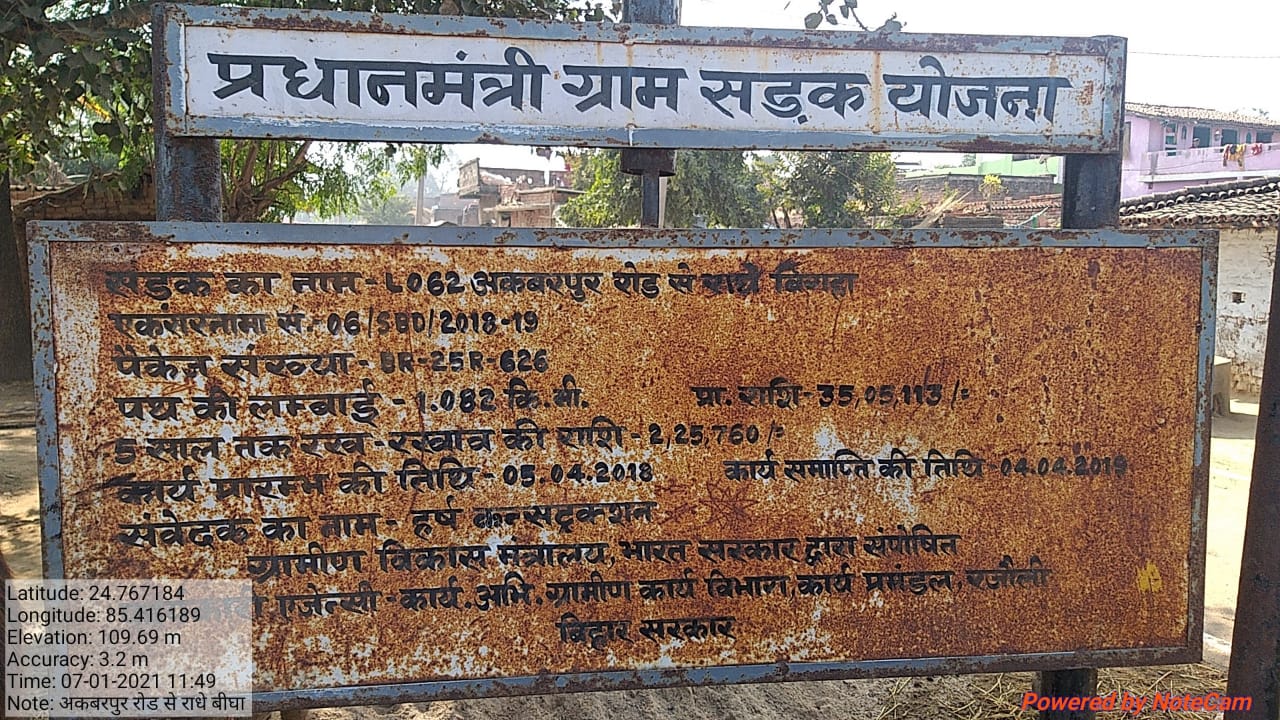 प्रधानमंत्री ग्राम सड़क योजना
सड़क का नाम - L062 अकबरपुर रोड से राधे बिगहा
एकरारनामा सं.- 06/SBD/2018-19
पैकेज संख्या - BR-25R-626
पथ की लम्बाई - 1.082 कि.मी. प्रा. राशि- 35,05,113/-
5 साल तक रख-रखाव की राशि - 2,25,760/-
कार्य प्रारम्भ की तिथि - 05.04.2018 कार्य समाप्ति की तिथि- 04.04.2019
संवेदक का नाम - हर्ष कन्सट्रकशन
ग्रामीण विकास मंत्रालय, भारत सरकार द्वारा संपोषित
एजेन्सी - कार्य. अभि. ग्रामीण कार्य विभाग, कार्य प्रमंडल, रजौली
बिहार सरकार
Latitude: 24.767184
Longitude: 85.416189
Elevation: 109.69 m
Accuracy: 3.2 m
Time: 07-01-2021 11:49
Note: अकबरपुर रोड से राधे बीघा
Powered by NoteCam